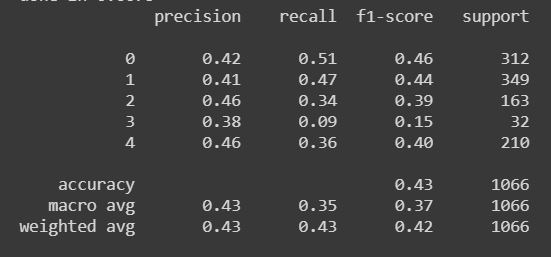 precision recall f1-score support
0 0.42 0.51 0.46 312
1 0.41 0.47 0.44 349
2 0.46 0.34 0.39 163
3 0.38 0.09 0.15 32
4 0.46 0.36 0.40 210
accuracy 0.43 1066
macro avg 0.43 0.35 0.37 1066
weighted avg 0.43 0.43 0.42 1066